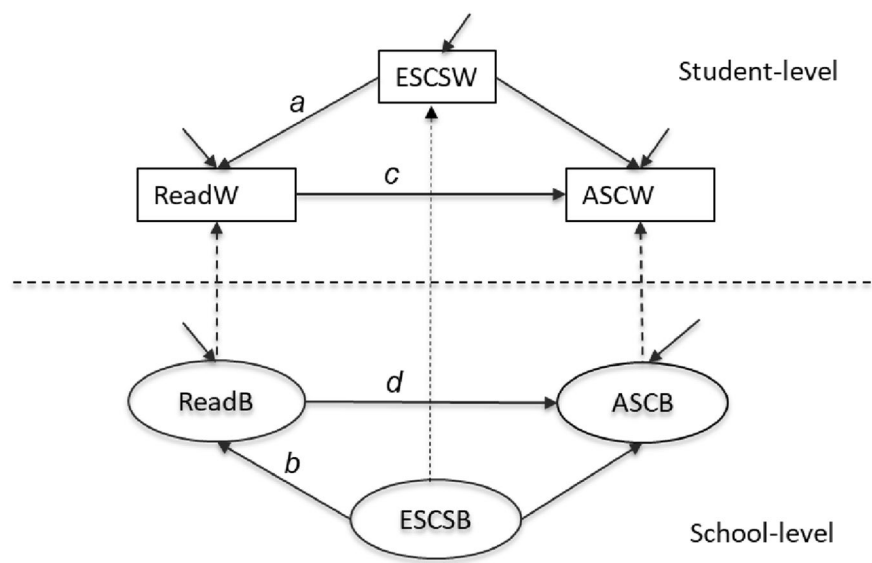 ESCSW
Student-level
a
ReadW
c
ASCW
ReadB
d
ASCB
b
ESCSB
School-level